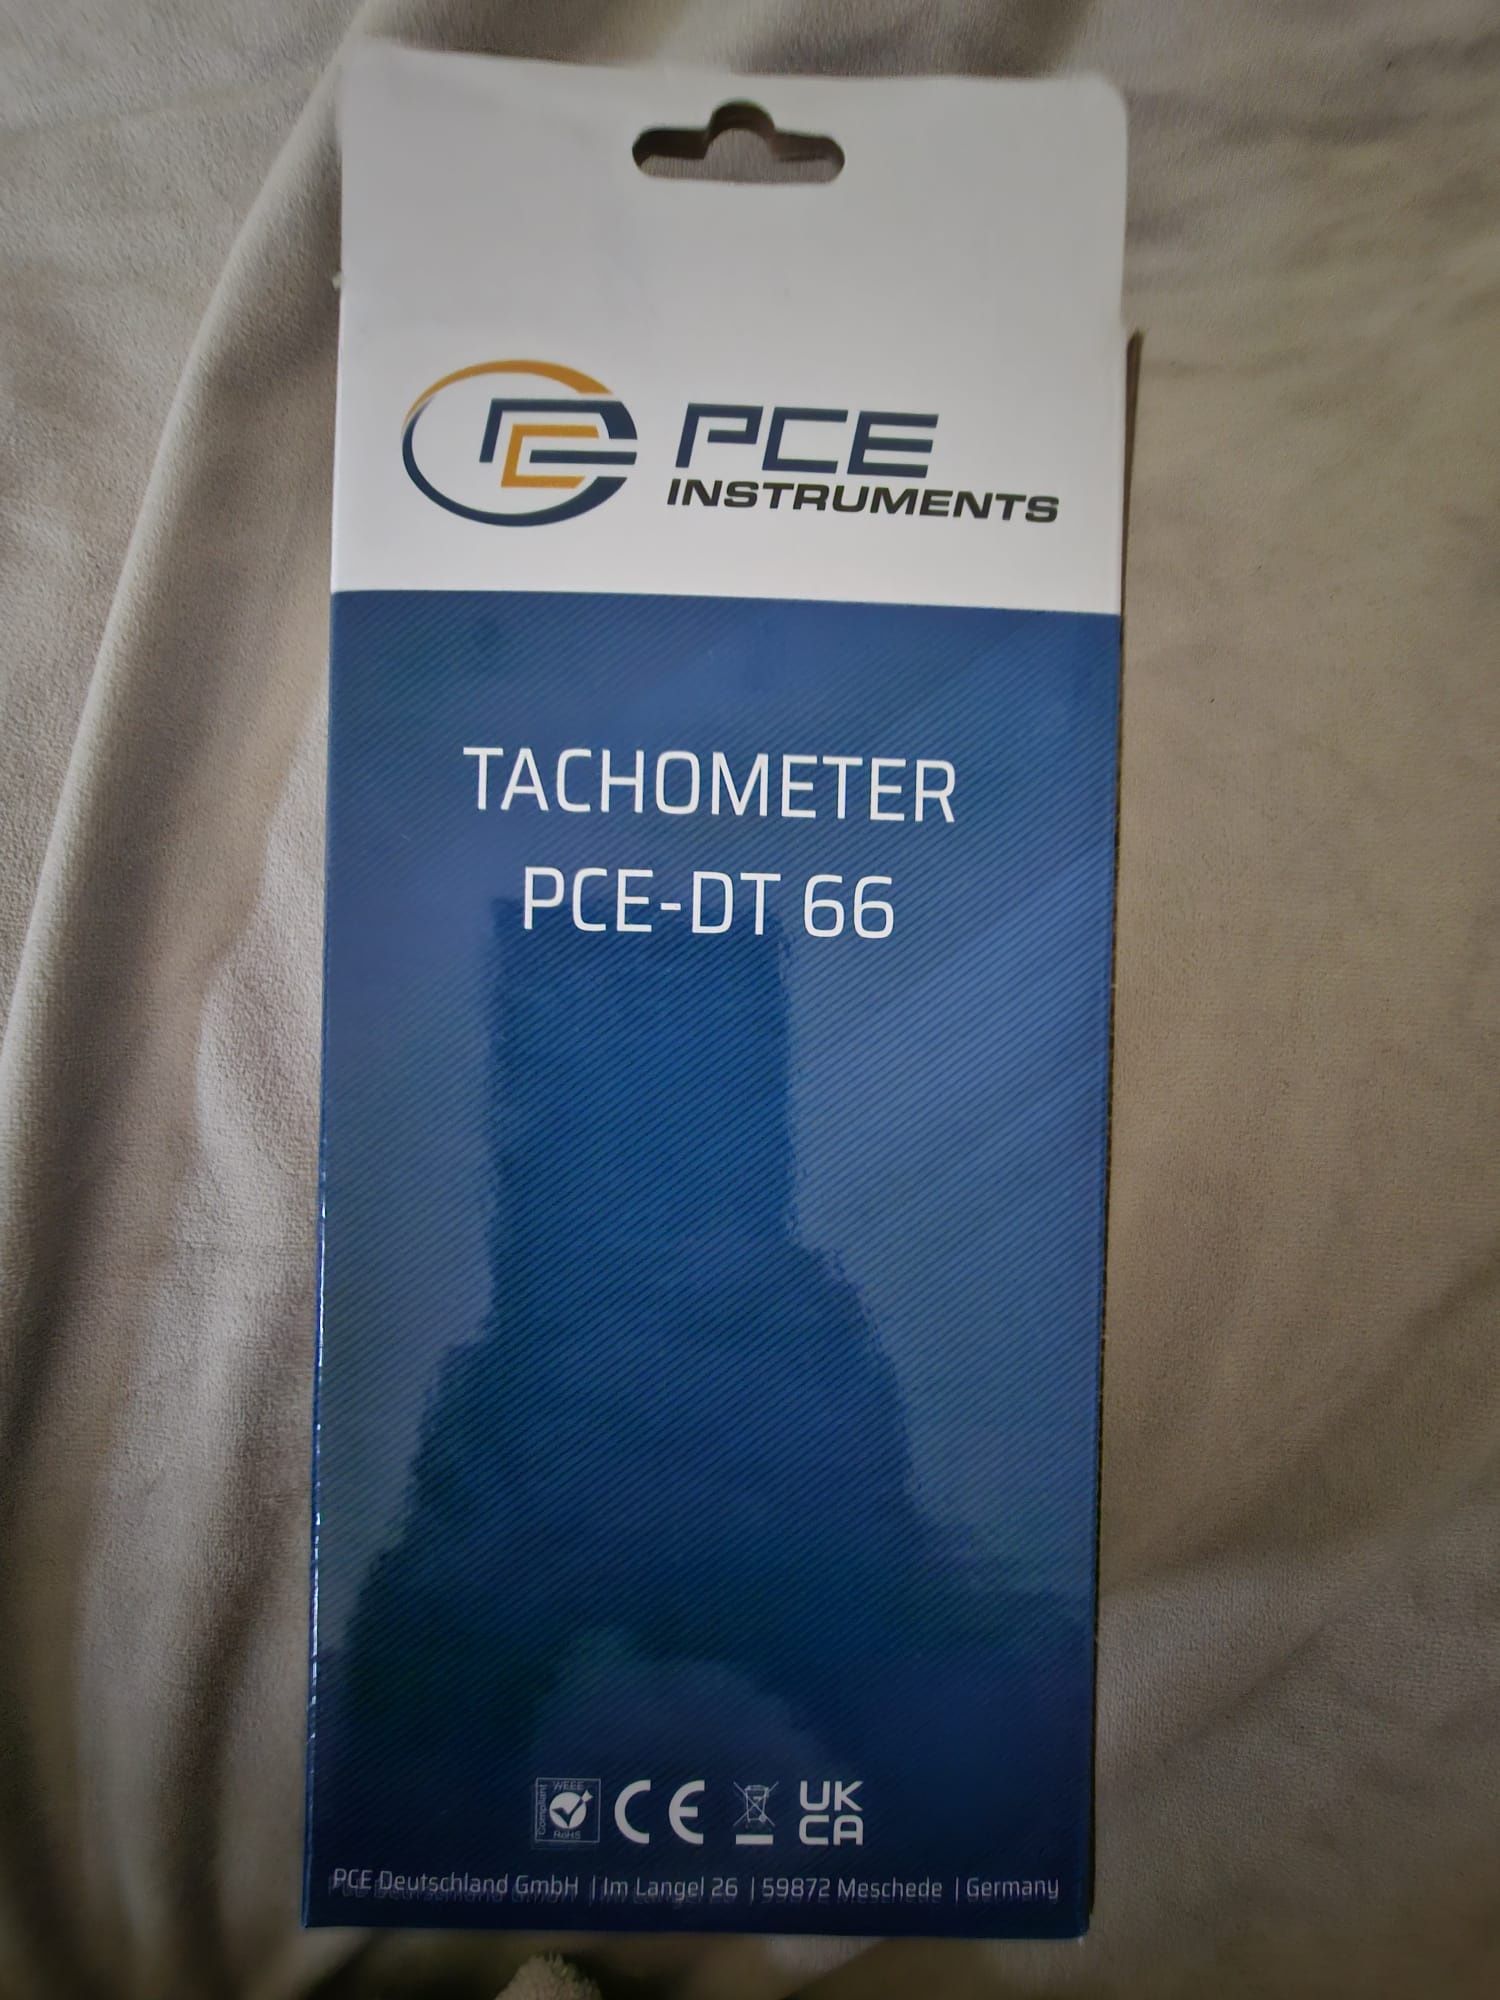 PCE
INSTRUMENTS
TACHOMETER
PCE-DT 66
WEEE
Compliant
RoHS
CE
UK
CA
PCE Deutschland GmbH | Im Langel 26 | 59872 Meschede | Germany